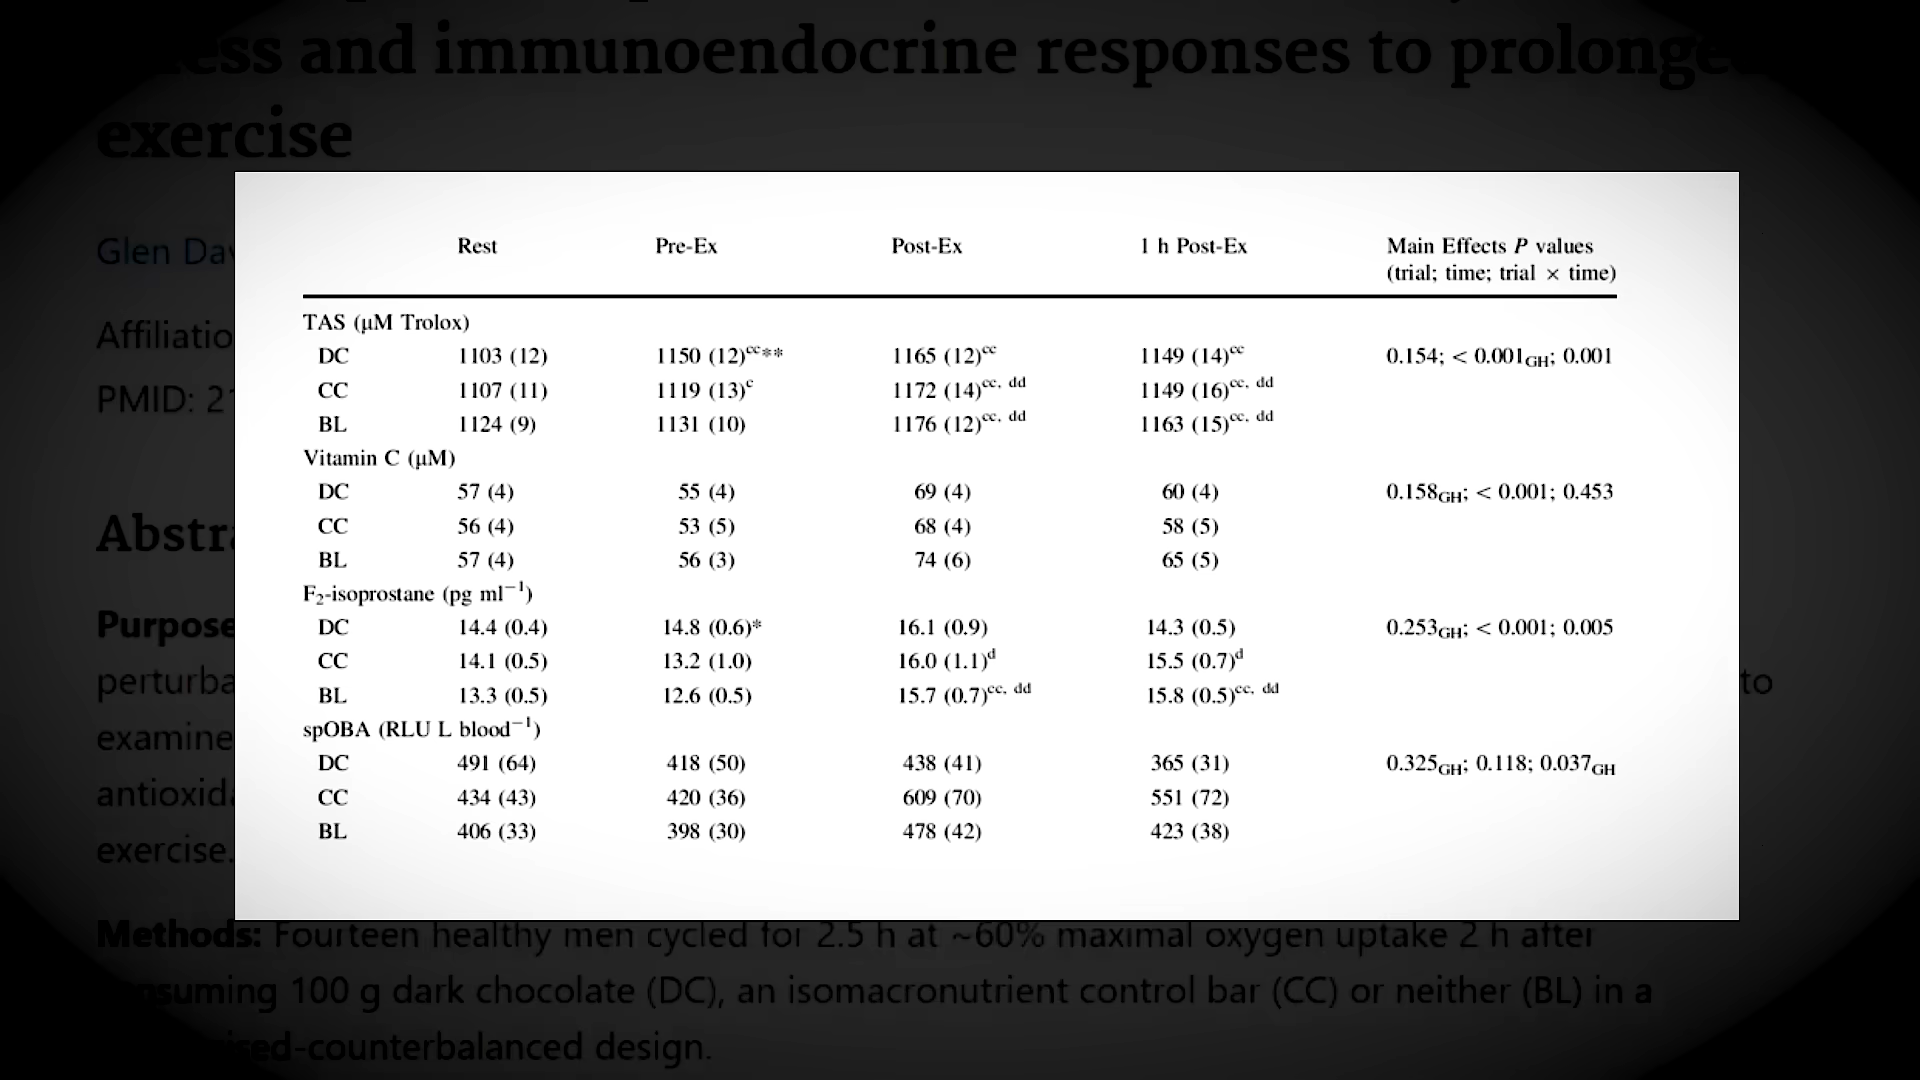 ess and immunoendocrine responses to prolonge
exercise
Glen Dav
Affiliatio
PMID: 2
Abstra
Purpose
perturba to
examine
antioxida
exercise.
Rest Pre-Ex Post-Ex 1 h Post-Ex Main Effects P values
(trial; time; trial × time)
TAS (μM Trolox)
DC 1103 (12) 1150 (12)cc** 1165 (12)cc 1149 (14)cc 0.154; < 0.001GH; 0.001
CC 1107 (11) 1119 (13)c 1172 (14)cc, dd 1149 (16)cc, dd
BL 1124 (9) 1131 (10) 1176 (12)cc, dd 1163 (15)cc, dd
Vitamin C (μM)
DC 57 (4) 55 (4) 69 (4) 60 (4) 0.158GH; < 0.001; 0.453
CC 56 (4) 53 (5) 68 (4) 58 (5)
BL 57 (4) 56 (3) 74 (6) 65 (5)
F₂-isoprostane (pg ml⁻¹)
DC 14.4 (0.4) 14.8 (0.6)* 16.1 (0.9) 14.3 (0.5) 0.253GH; < 0.001; 0.005
CC 14.1 (0.5) 13.2 (1.0) 16.0 (1.1)d 15.5 (0.7)d
BL 13.3 (0.5) 12.6 (0.5) 15.7 (0.7)cc, dd 15.8 (0.5)cc, dd
spOBA (RLU L blood⁻¹)
DC 491 (64) 418 (50) 438 (41) 365 (31) 0.325GH; 0.118; 0.037GH
CC 434 (43) 420 (36) 609 (70) 551 (72)
BL 406 (33) 398 (30) 478 (42) 423 (38)
Methods: Fourteen healthy men cycled for 2.5 h at ~60% maximal oxygen uptake 2 h after
nsuming 100 g dark chocolate (DC), an isomacronutrient control bar (CC) or neither (BL) in a
ised-counterbalanced design.